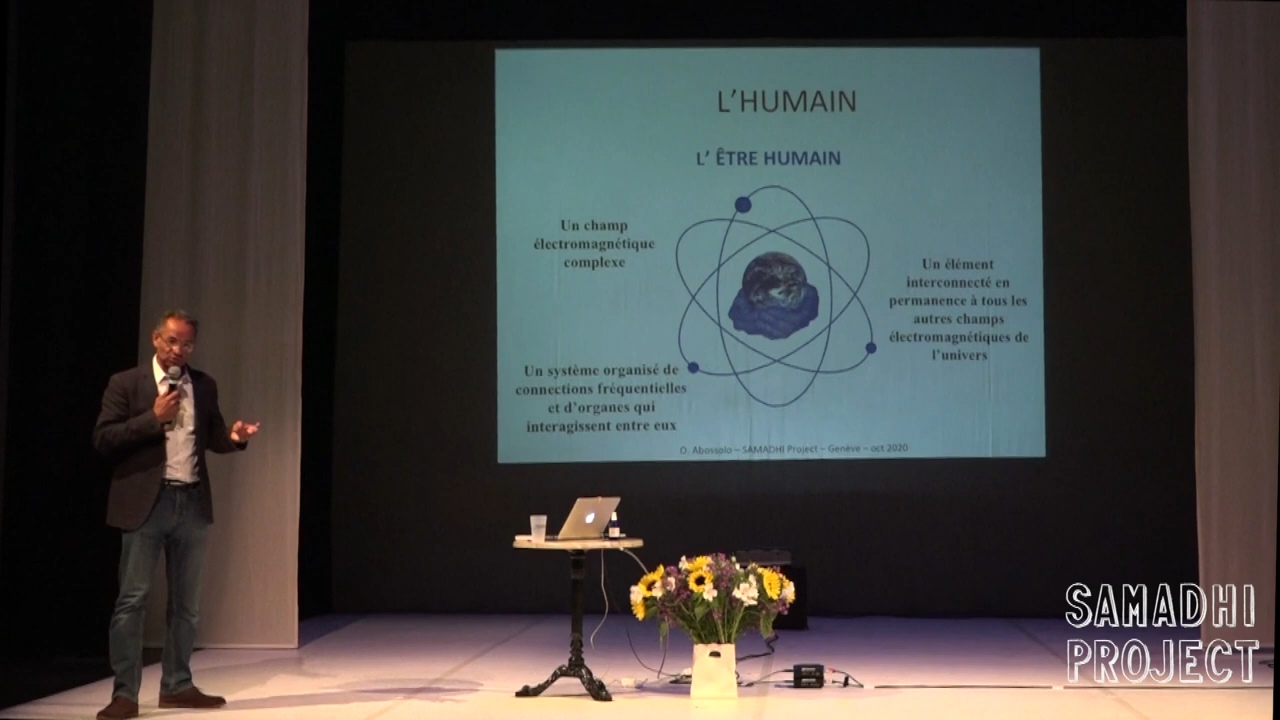 L'HUMAIN
L' ÊTRE HUMAIN
Un champ
électromagnétique
complexe
Un élément
interconnecté en
permanence à tous les
autres champs
électromagnétiques de
l'univers
Un système organisé de
connections fréquentielles
et d'organes qui
interagissent entre eux
O. Abossolo – SAMADHI Project – Genève – oct 2020
SAMADHI
PROJECT